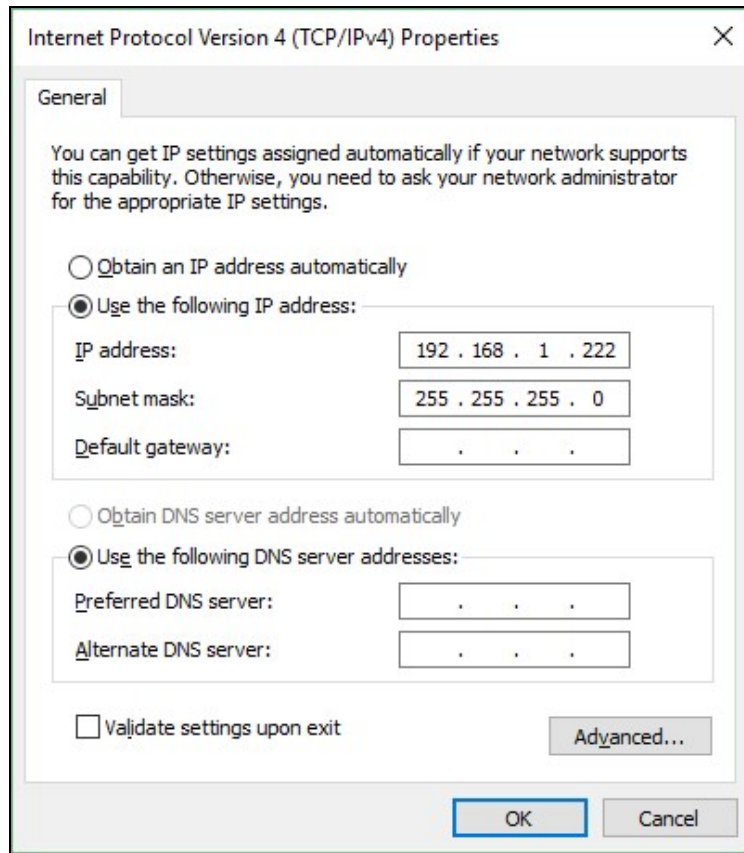 Internet Protocol Version 4 (TCP/IPv4) Properties
General
You can get IP settings assigned automatically if your network supports
this capability. Otherwise, you need to ask your network administrator
for the appropriate IP settings.
Obtain an IP address automatically
Use the following IP address:
IP address: 192 . 168 . 1 . 222
Subnet mask: 255 . 255 . 255 . 0
Default gateway: . . .
Obtain DNS server address automatically
Use the following DNS server addresses:
Preferred DNS server: . . .
Alternate DNS server: . . .
Validate settings upon exit
Advanced...
OK Cancel